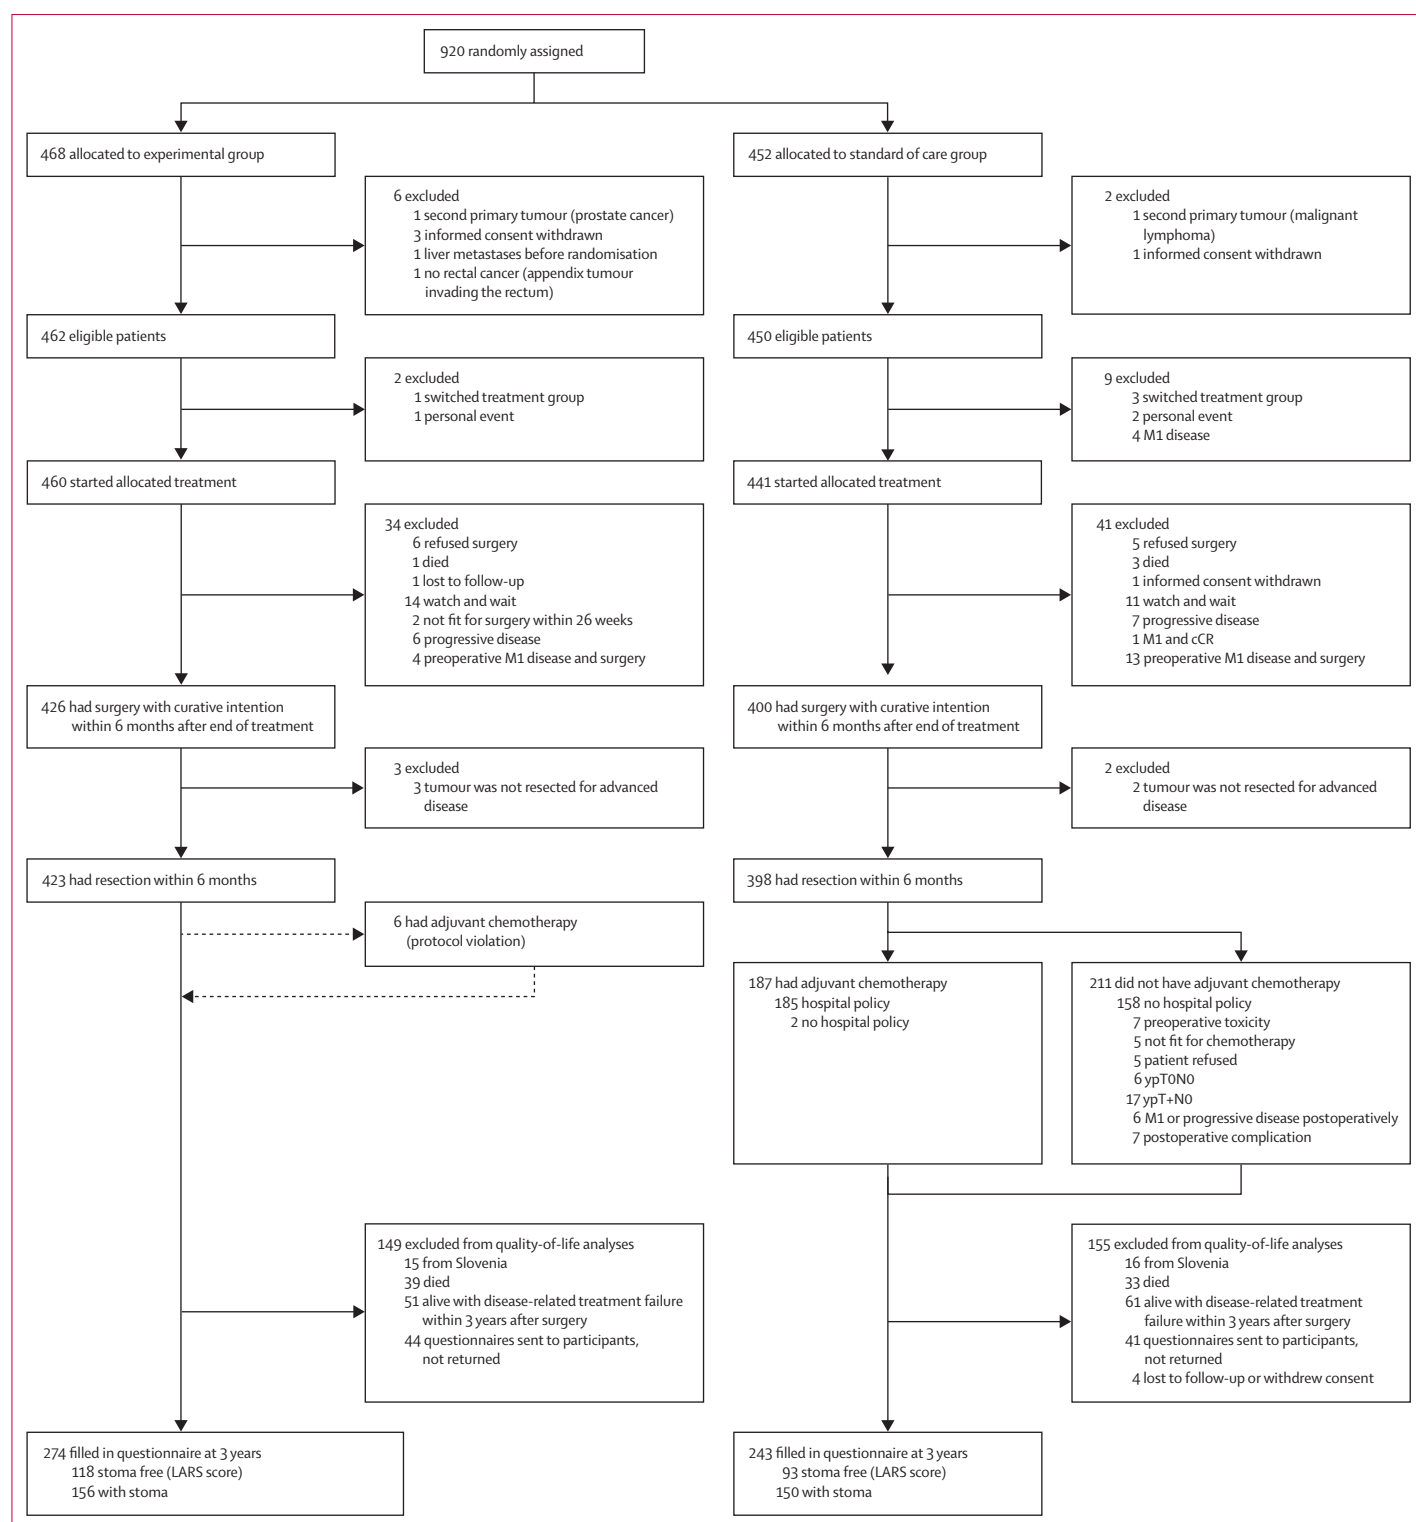 920 randomly assigned
468 allocated to experimental group
452 allocated to standard of care group
6 excluded
1 second primary tumour (prostate cancer)
3 informed consent withdrawn
1 liver metastases before randomisation
1 no rectal cancer (appendix tumour
invading the rectum)
2 excluded
1 second primary tumour (malignant
lymphoma)
1 informed consent withdrawn
462 eligible patients
450 eligible patients
2 excluded
1 switched treatment group
1 personal event
9 excluded
3 switched treatment group
2 personal event
4 M1 disease
460 started allocated treatment
441 started allocated treatment
34 excluded
6 refused surgery
1 died
1 lost to follow-up
14 watch and wait
2 not fit for surgery within 26 weeks
6 progressive disease
4 preoperative M1 disease and surgery
41 excluded
5 refused surgery
3 died
1 informed consent withdrawn
11 watch and wait
7 progressive disease
1 M1 and cCR
13 preoperative M1 disease and surgery
426 had surgery with curative intention
within 6 months after end of treatment
400 had surgery with curative intention
within 6 months after end of treatment
3 excluded
3 tumour was not resected for advanced
disease
2 excluded
2 tumour was not resected for advanced
disease
423 had resection within 6 months
398 had resection within 6 months
6 had adjuvant chemotherapy
(protocol violation)
187 had adjuvant chemotherapy
185 hospital policy
2 no hospital policy
211 did not have adjuvant chemotherapy
158 no hospital policy
7 preoperative toxicity
5 not fit for chemotherapy
5 patient refused
6 ypT0N0
17 ypT+N0
6 M1 or progressive disease postoperatively
7 postoperative complication
149 excluded from quality-of-life analyses
15 from Slovenia
39 died
51 alive with disease-related treatment failure
within 3 years after surgery
44 questionnaires sent to participants,
not returned
155 excluded from quality-of-life analyses
16 from Slovenia
33 died
61 alive with disease-related treatment
failure within 3 years after surgery
41 questionnaires sent to participants,
not returned
4 lost to follow-up or withdrew consent
274 filled in questionnaire at 3 years
118 stoma free (LARS score)
156 with stoma
243 filled in questionnaire at 3 years
93 stoma free (LARS score)
150 with stoma